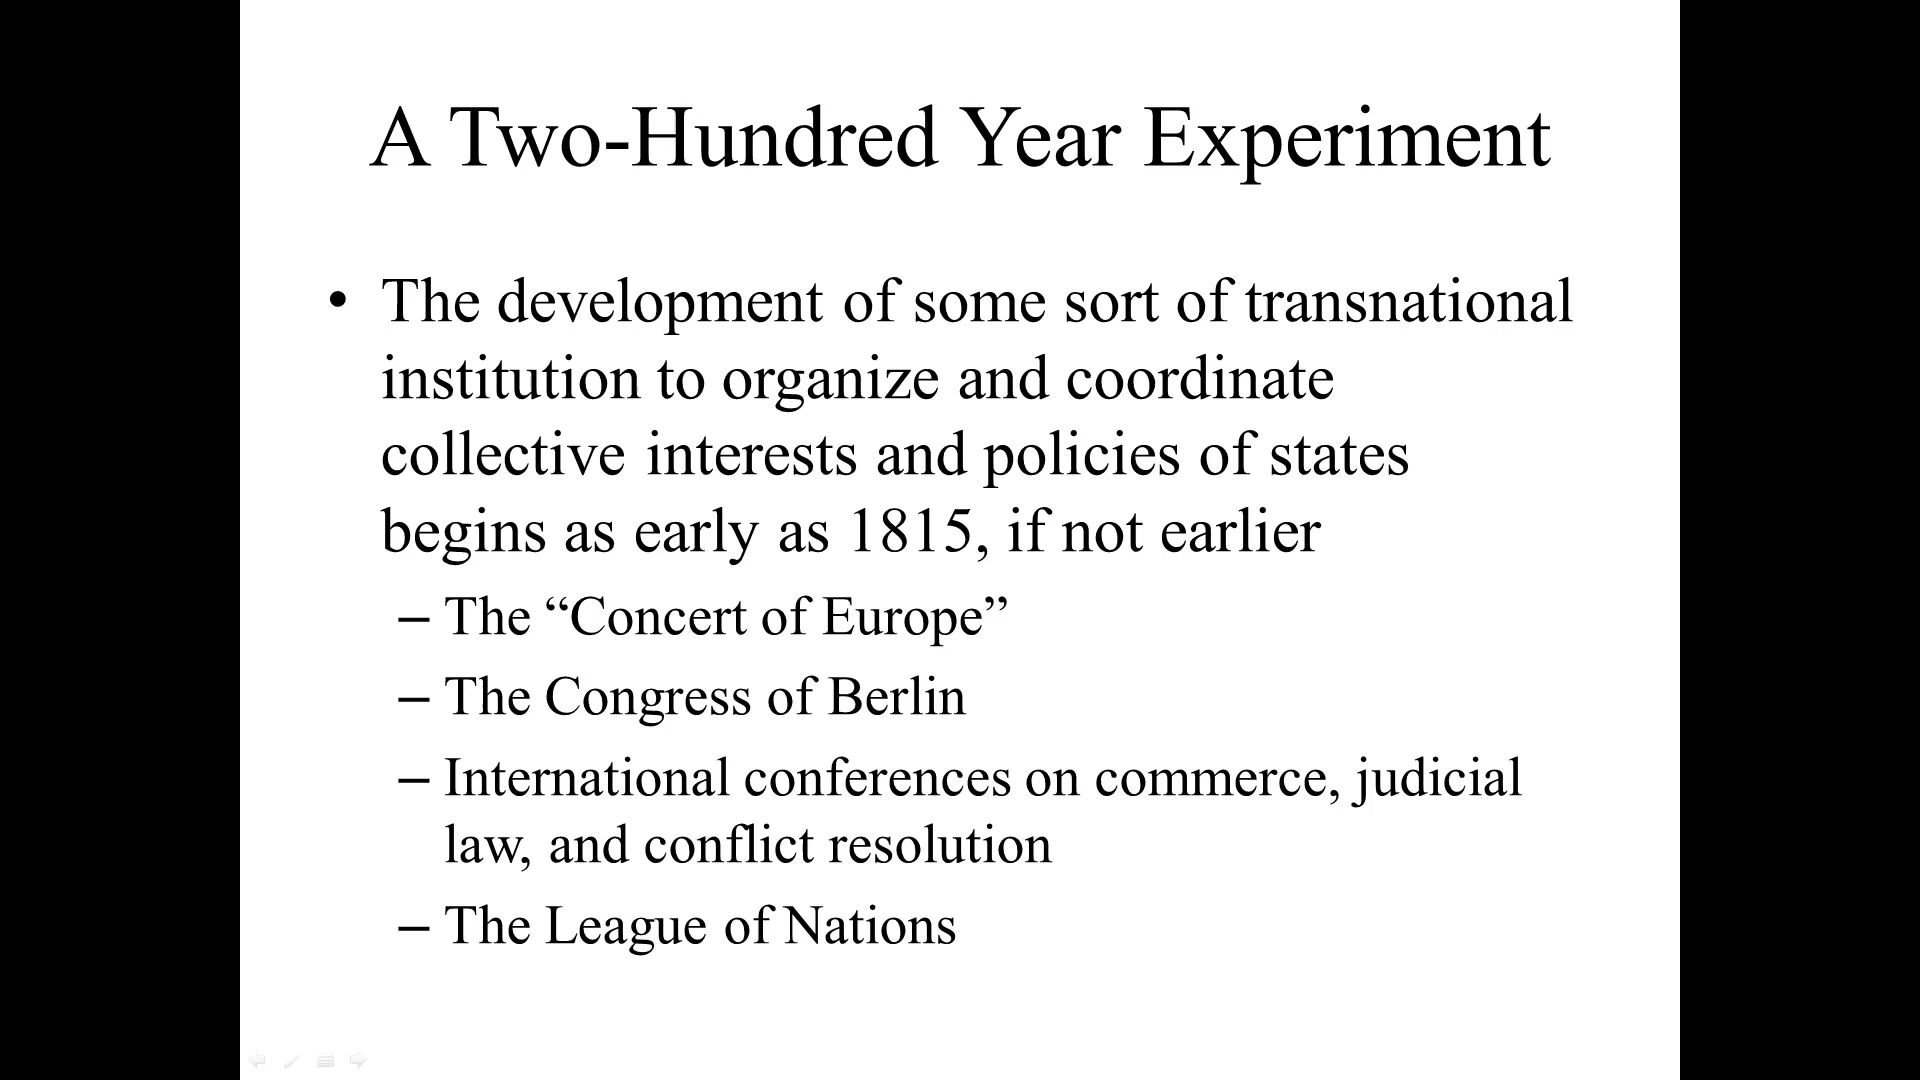 A Two-Hundred Year Experiment
• The development of some sort of transnational
institution to organize and coordinate
collective interests and policies of states
begins as early as 1815, if not earlier
– The “Concert of Europe”
– The Congress of Berlin
– International conferences on commerce, judicial
law, and conflict resolution
– The League of Nations